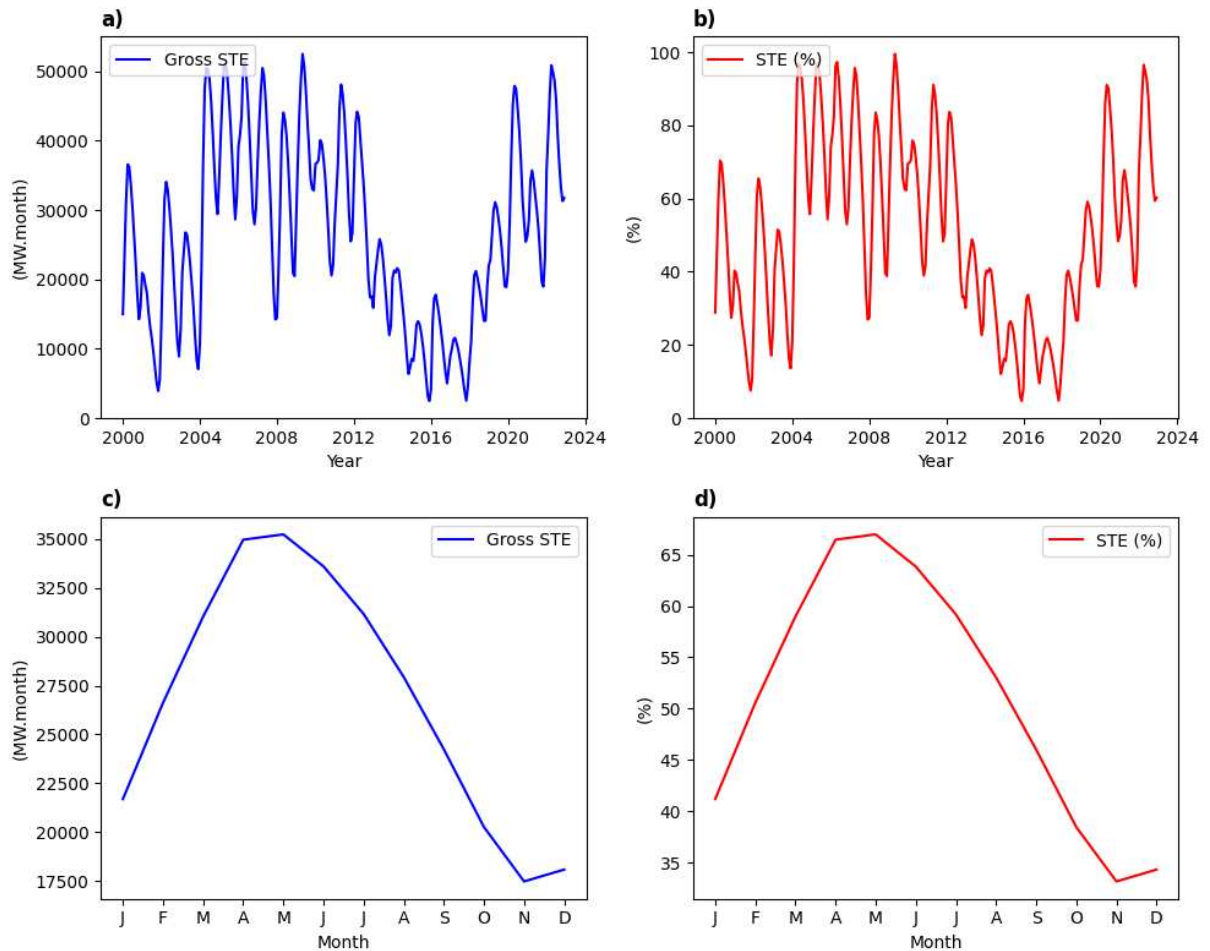 a)
Gross STE
(MW.month)
50000
40000
30000
20000
10000
0
2000 2004 2008 2012 2016 2020 2024
Year
b)
STE (%)
(%)
100
80
60
40
20
0
2000 2004 2008 2012 2016 2020 2024
Year
c)
Gross STE
(MW.month)
35000
32500
30000
27500
25000
22500
20000
17500
J F M A M J J A S O N D
Month
d)
STE (%)
(%)
65
60
55
50
45
40
35
J F M A M J J A S O N D
Month